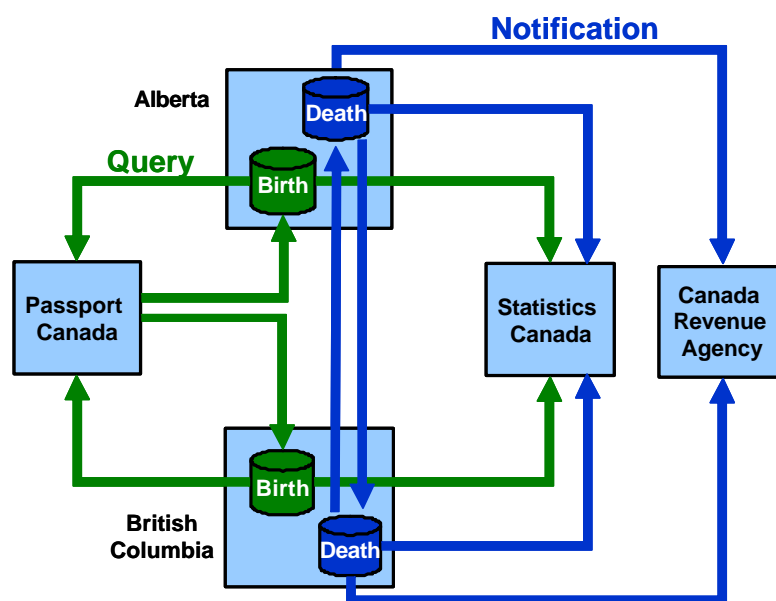 Notification
Alberta
Death
Query
Birth
Passport
Canada
Statistics
Canada
Canada
Revenue
Agency
Birth
British
Columbia
Death